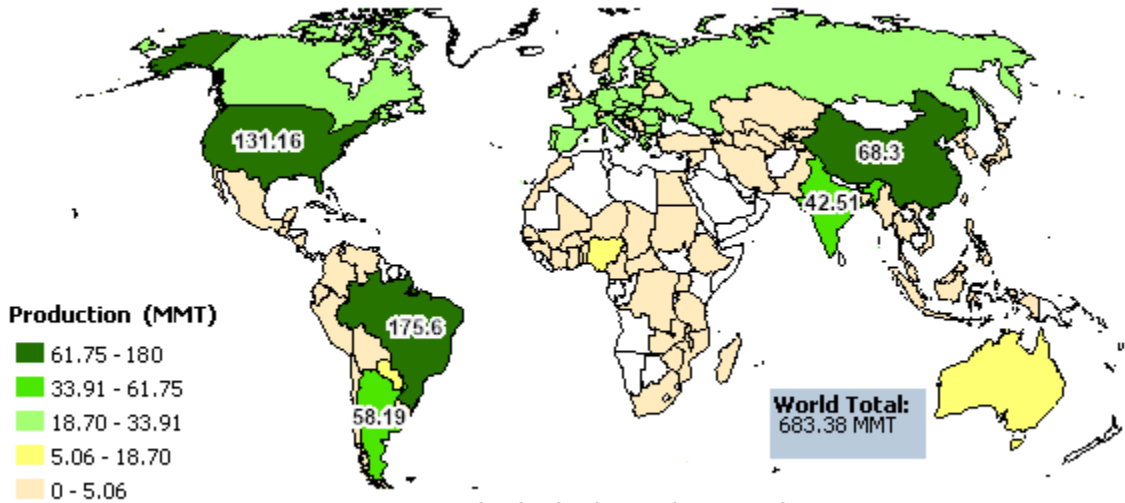 131.16
68.3
42.51
175.6
58.19
Production (MMT)
61.75 - 180
33.91 - 61.75
18.70 - 33.91
5.06 - 18.70
0 - 5.06
World Total:
683.38 MMT